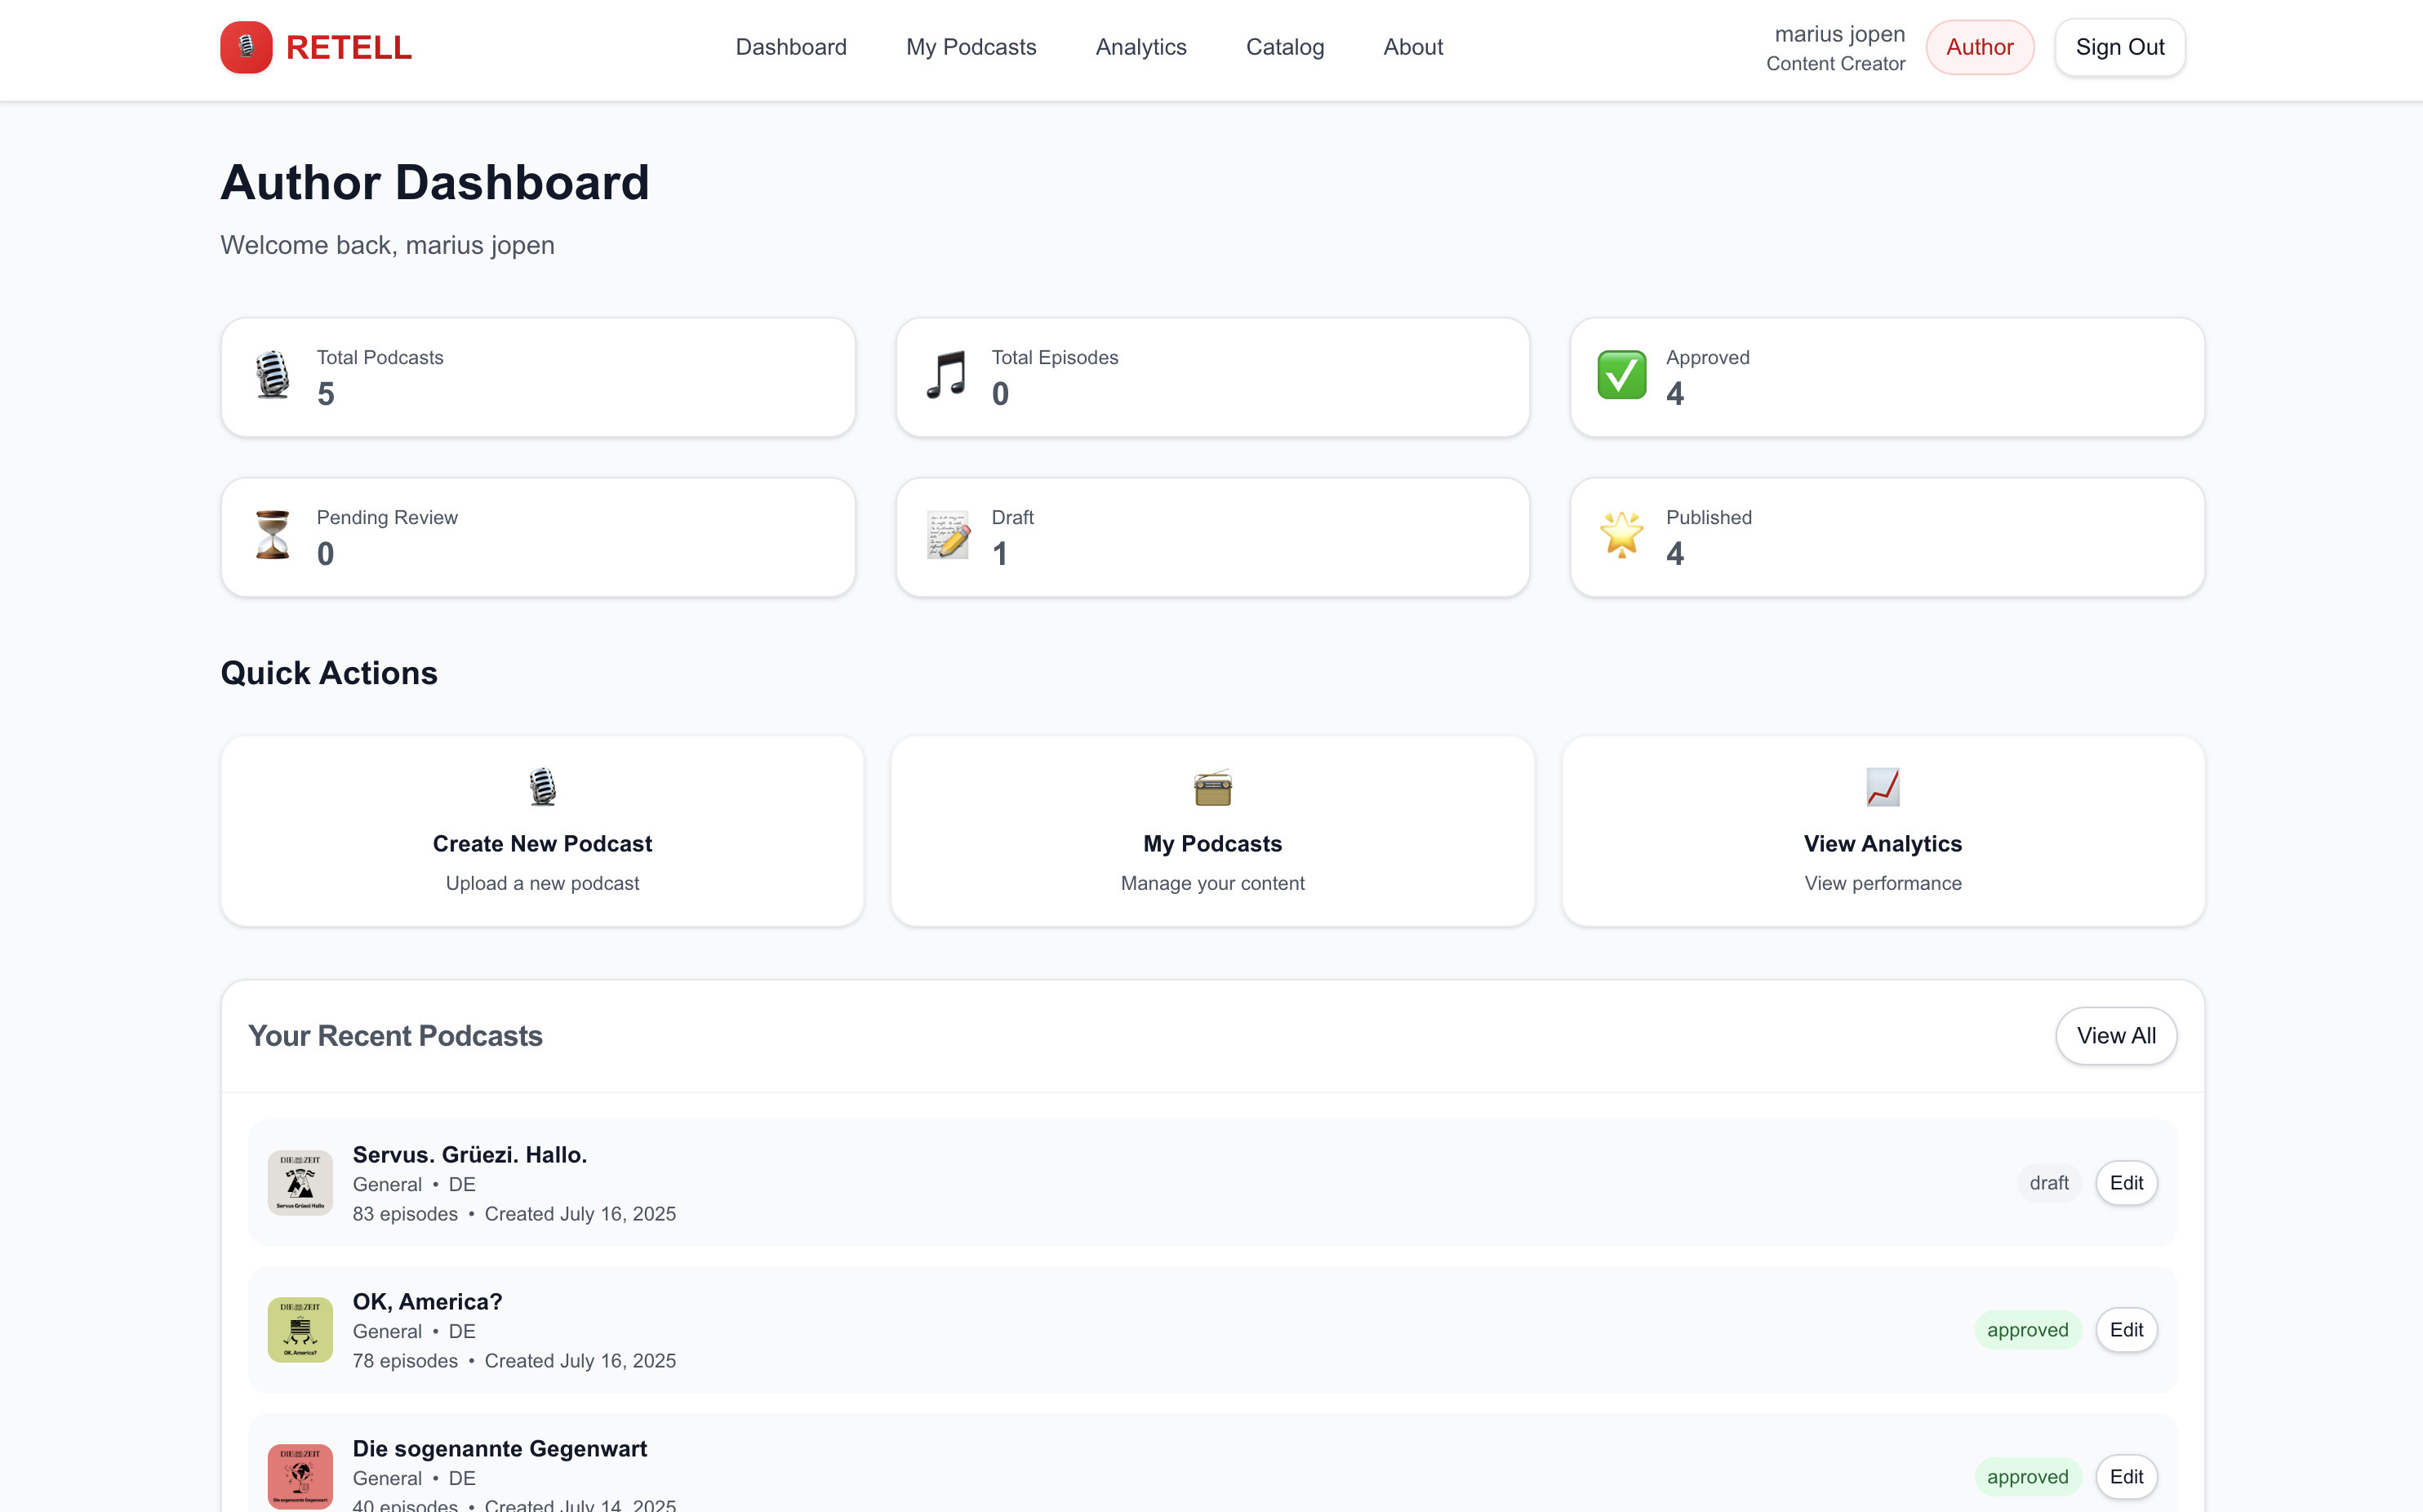 RETELL
Dashboard
My Podcasts
Analytics
Catalog
About
marius jopen
Content Creator
Author
Sign Out
Author Dashboard
Welcome back, marius jopen
Total Podcasts
5
Total Episodes
0
Approved
4
Pending Review
0
Draft
1
Published
4
Quick Actions
Create New Podcast
Upload a new podcast
My Podcasts
Manage your content
View Analytics
View performance
Your Recent Podcasts
View All
DIE ZEIT
Servus Grüezi Hallo
Servus. Grüezi. Hallo.
General • DE
83 episodes • Created July 16, 2025
draft
Edit
DIE ZEIT
OK, America?
OK, America?
General • DE
78 episodes • Created July 16, 2025
approved
Edit
DIE ZEIT
Die sogenannte Gegenwart
Die sogenannte Gegenwart
General • DE
40 episodes • Created July 14, 2025
approved
Edit